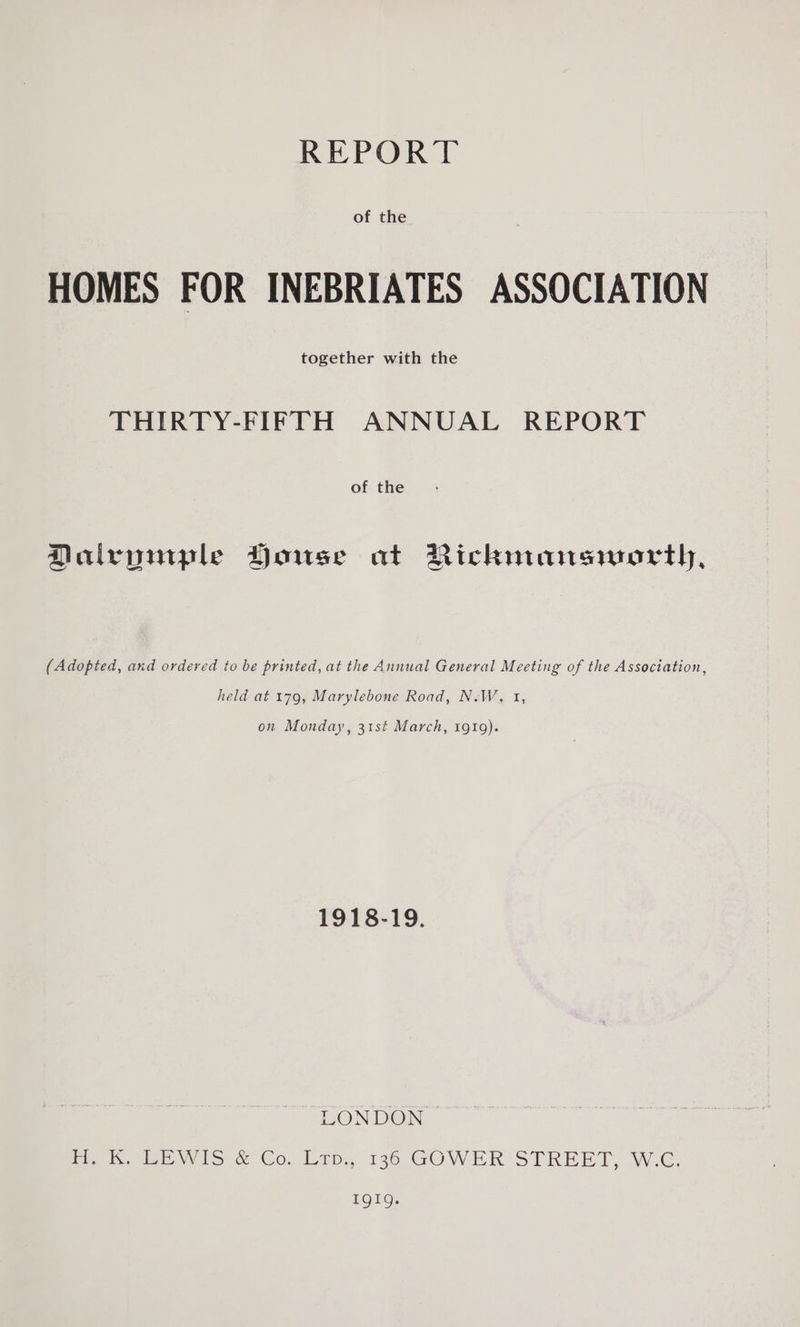 REPORT
of the
HOMES FOR INEBRIATES ASSOCIATION
together with the
THIRTY-FIFTH ANNUAL REPORT
of the
Dalrymple House at Rickmansworth,
(Adopted, and ordered to be printed, at the Annual General Meeting of the Association,
held at 179, Marylebone Road, N.W. 1,
on Monday, 31st March, 1919).
1918-19.
LONDON
H. K. LEWIS & Co. LTD., 136 GOWER STREET, W.C.
1919.